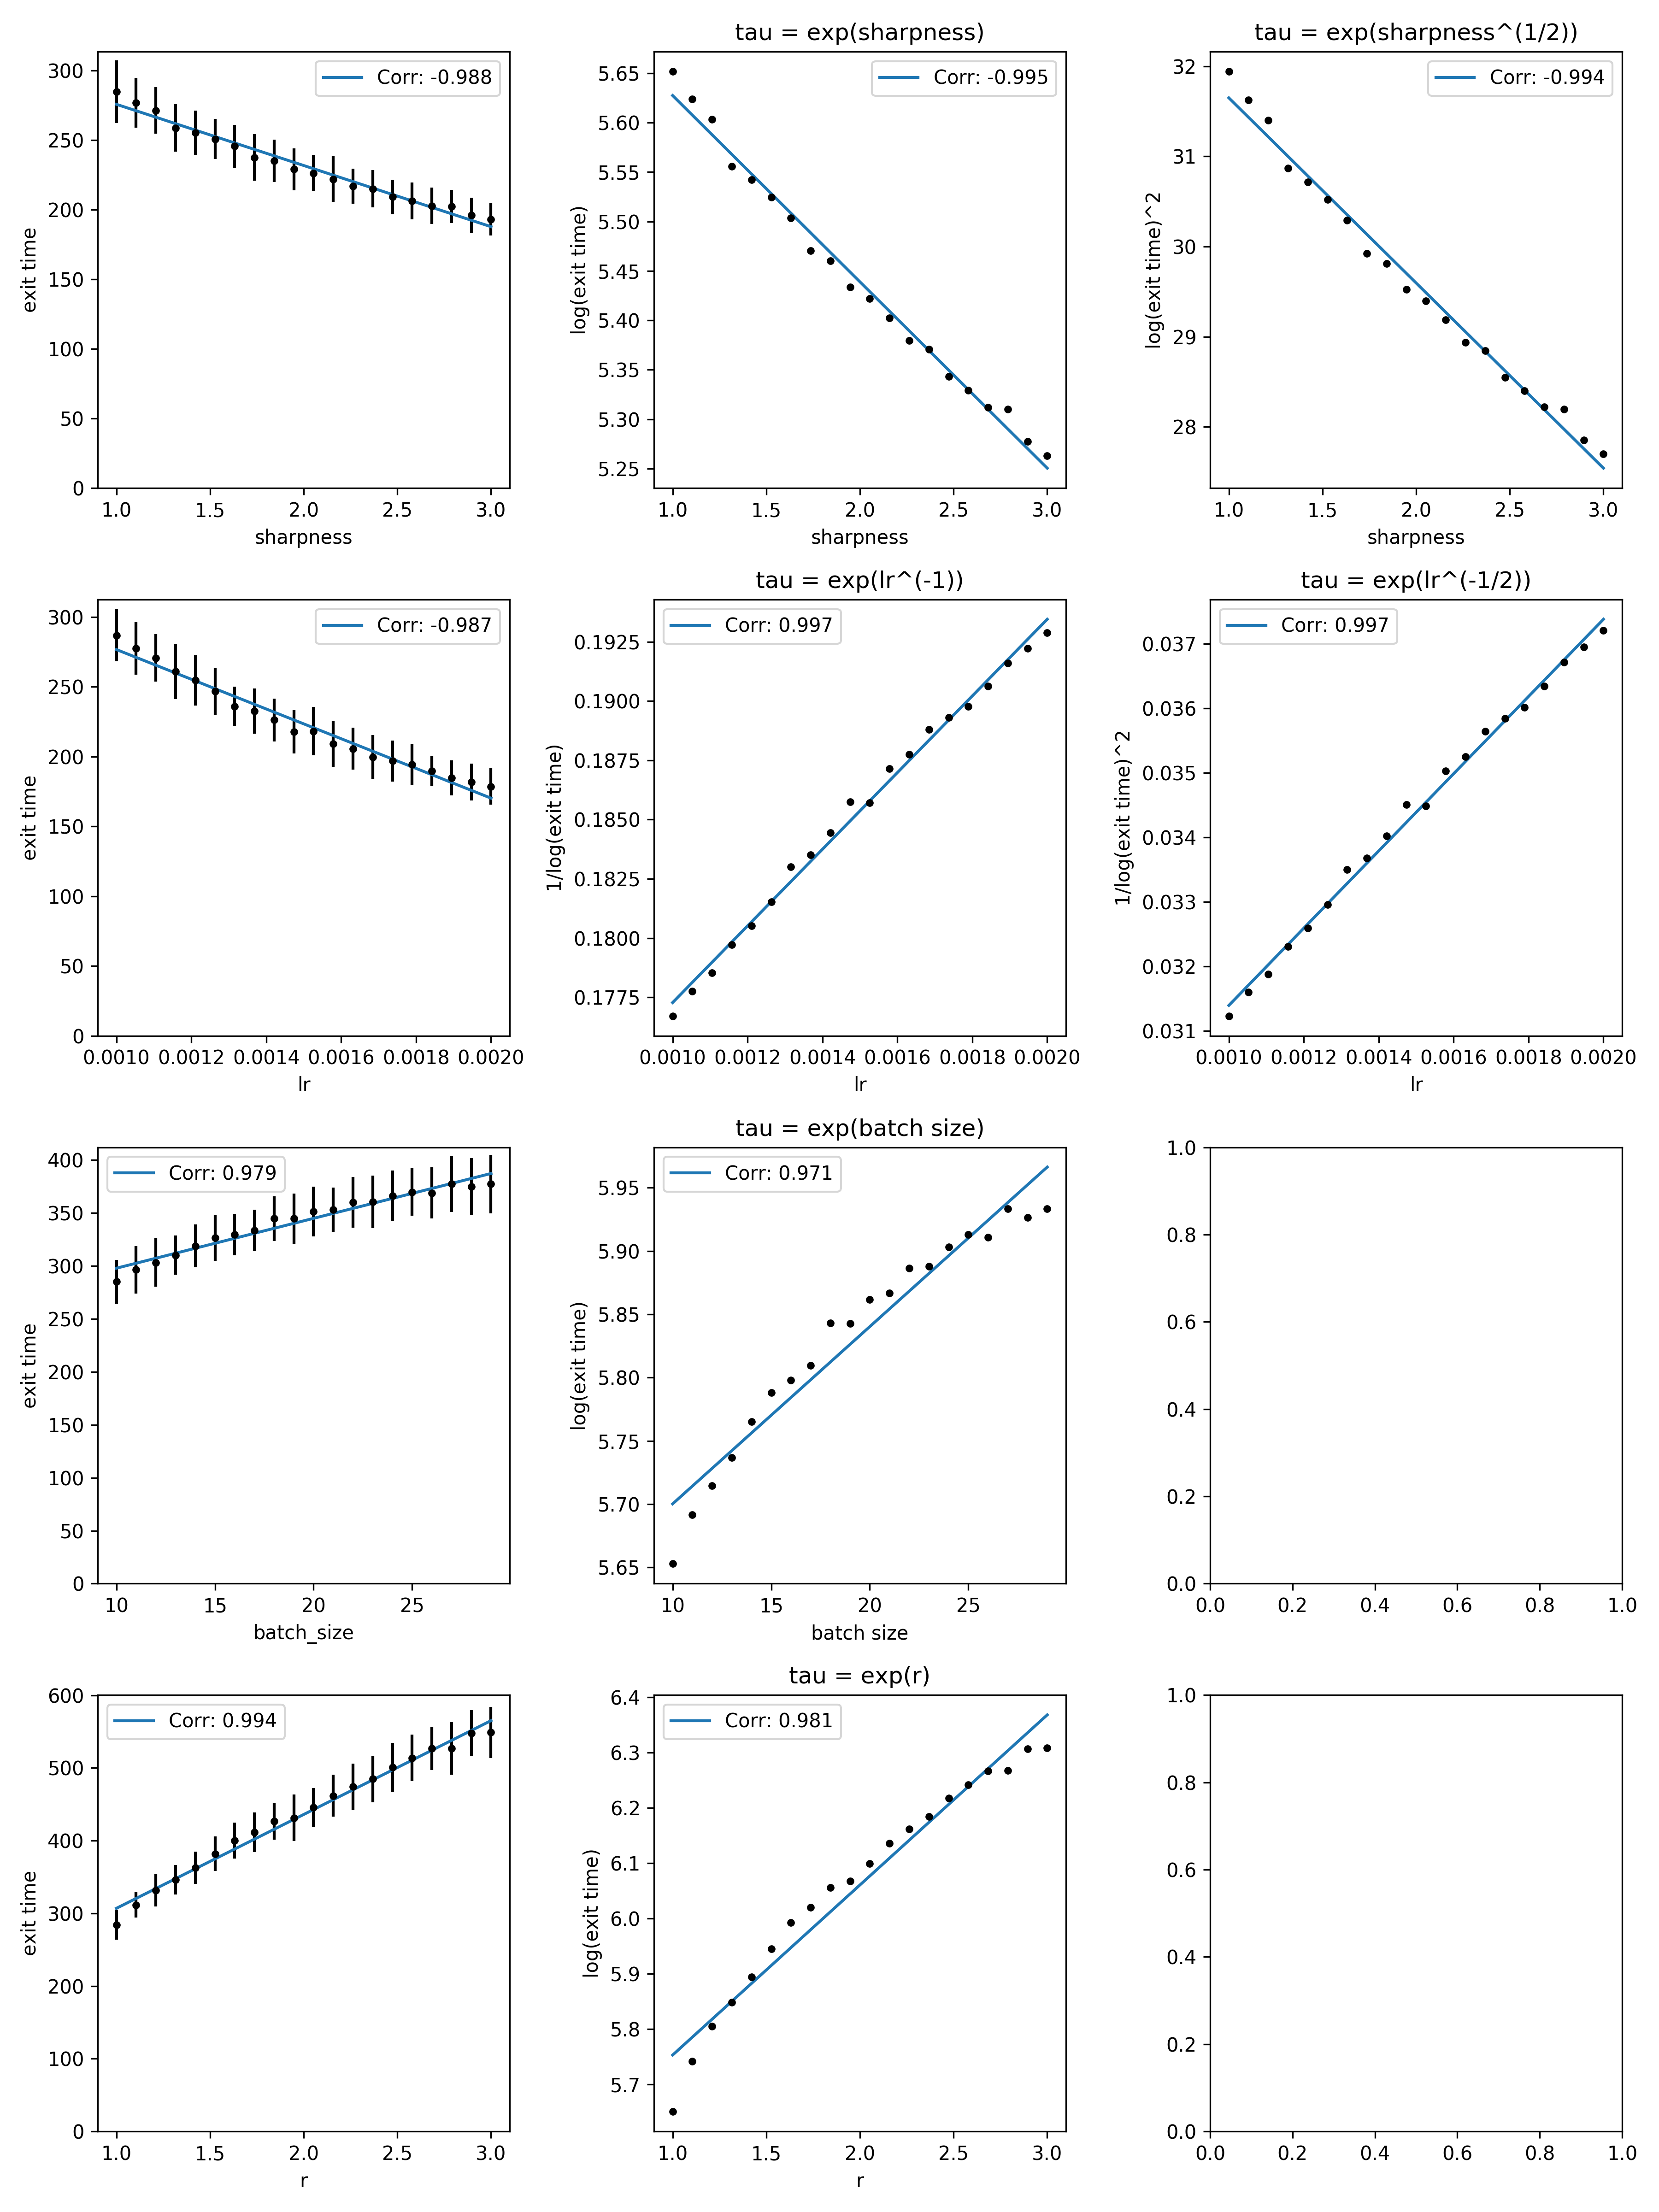 tau = exp(sharpness)
tau = exp(sharpness^(1/2))
Corr: -0.988
exit time
300
250
200
150
100
50
0
1.0 1.5 2.0 2.5 3.0
sharpness
Corr: -0.995
log(exit time)
5.65
5.60
5.55
5.50
5.45
5.40
5.35
5.30
5.25
1.0 1.5 2.0 2.5 3.0
sharpness
Corr: -0.994
log(exit time)^2
32
31
30
29
28
1.0 1.5 2.0 2.5 3.0
sharpness
tau = exp(lr^(-1))
tau = exp(lr^(-1/2))
Corr: -0.987
exit time
300
250
200
150
100
50
0
0.0010 0.0012 0.0014 0.0016 0.0018 0.0020
lr
Corr: 0.997
1/log(exit time)
0.1925
0.1900
0.1875
0.1850
0.1825
0.1800
0.1775
0.0010 0.0012 0.0014 0.0016 0.0018 0.0020
lr
Corr: 0.997
1/log(exit time)^2
0.037
0.036
0.035
0.034
0.033
0.032
0.031
0.0010 0.0012 0.0014 0.0016 0.0018 0.0020
lr
tau = exp(batch size)
Corr: 0.979
exit time
400
350
300
250
200
150
100
50
0
10 15 20 25
batch_size
Corr: 0.971
log(exit time)
5.95
5.90
5.85
5.80
5.75
5.70
5.65
10 15 20 25
batch size
1.0
0.8
0.6
0.4
0.2
0.0
0.0 0.2 0.4 0.6 0.8 1.0
tau = exp(r)
Corr: 0.994
exit time
600
500
400
300
200
100
0
1.0 1.5 2.0 2.5 3.0
r
Corr: 0.981
log(exit time)
6.4
6.3
6.2
6.1
6.0
5.9
5.8
5.7
1.0 1.5 2.0 2.5 3.0
r
1.0
0.8
0.6
0.4
0.2
0.0
0.0 0.2 0.4 0.6 0.8 1.0